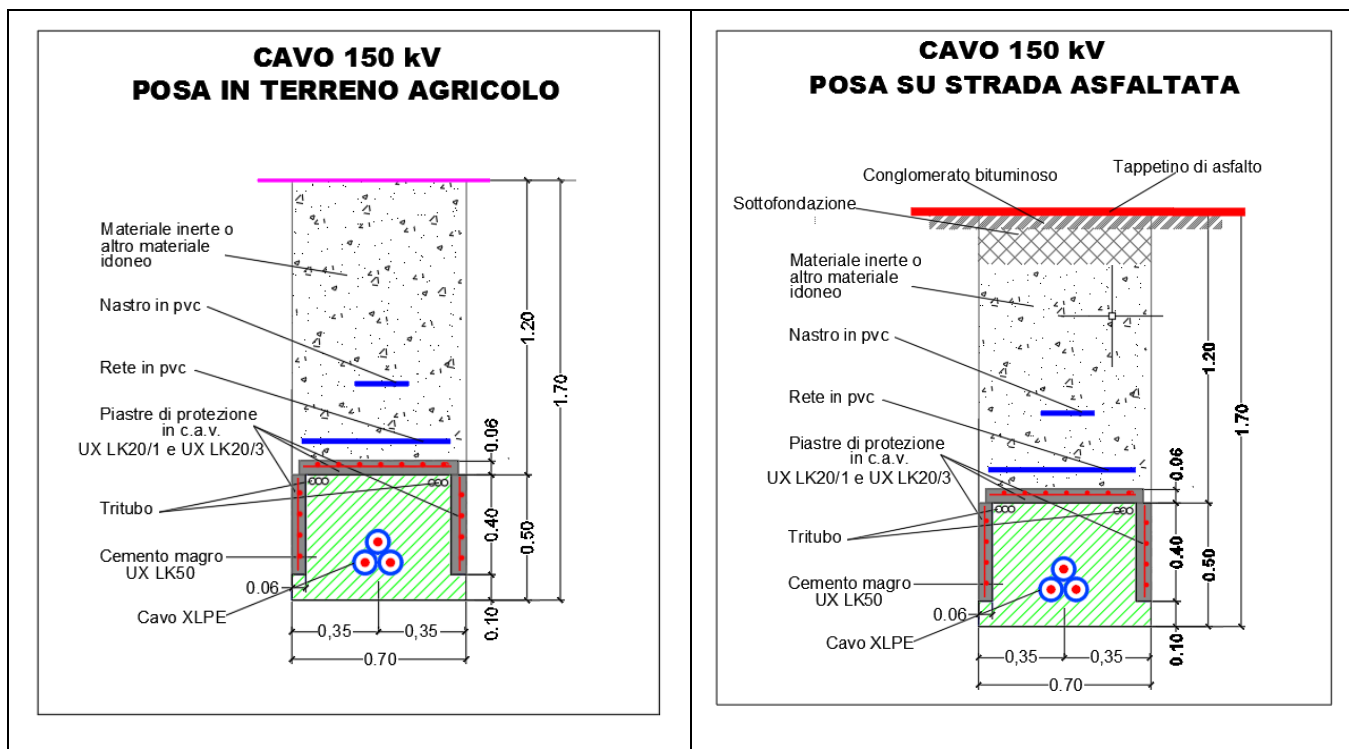 CAVO 150 kV
POSA IN TERRENO AGRICOLO
Materiale inerte o
altro materiale
idoneo
Nastro in pvc
Rete in pvc
Piastre di protezione
in c.a.v.
UX LK20/1 e UX LK20/3
Tritubo
Cemento magro
UX LK50
0.06
Cavo XLPE
0,35
0,35
0.70
1.20
1.70
0.06
0.40
0.50
0.10
CAVO 150 kV
POSA SU STRADA ASFALTATA
Tappetino di asfalto
Conglomerato bituminoso
Sottofondazione
Materiale inerte o
altro materiale
idoneo
Nastro in pvc
Rete in pvc
Piastre di protezione
in c.a.v.
UX LK20/1 e UX LK20/3
Tritubo
Cemento magro
UX LK50
0.06
Cavo XLPE
0,35
0,35
0.70
1.20
1.70
0.06
0.40
0.50
0.10